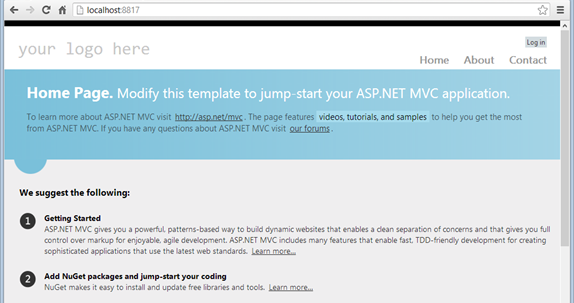 localhost:8817
Log in
your logo here
Home About Contact
Home Page. Modify this template to jump-start your ASP.NET MVC application.
To learn more about ASP.NET MVC visit http://asp.net/mvc. The page features videos, tutorials, and samples to help you get the most
from ASP.NET MVC. If you have any questions about ASP.NET MVC visit our forums.
We suggest the following:
1 Getting Started
ASP.NET MVC gives you a powerful, patterns-based way to build dynamic websites that enables a clean separation of concerns and that gives you full
control over markup for enjoyable, agile development. ASP.NET MVC includes many features that enable fast, TDD-friendly development for creating
sophisticated applications that use the latest web standards. Learn more...
2 Add NuGet packages and jump-start your coding
NuGet makes it easy to install and update free libraries and tools. Learn more...